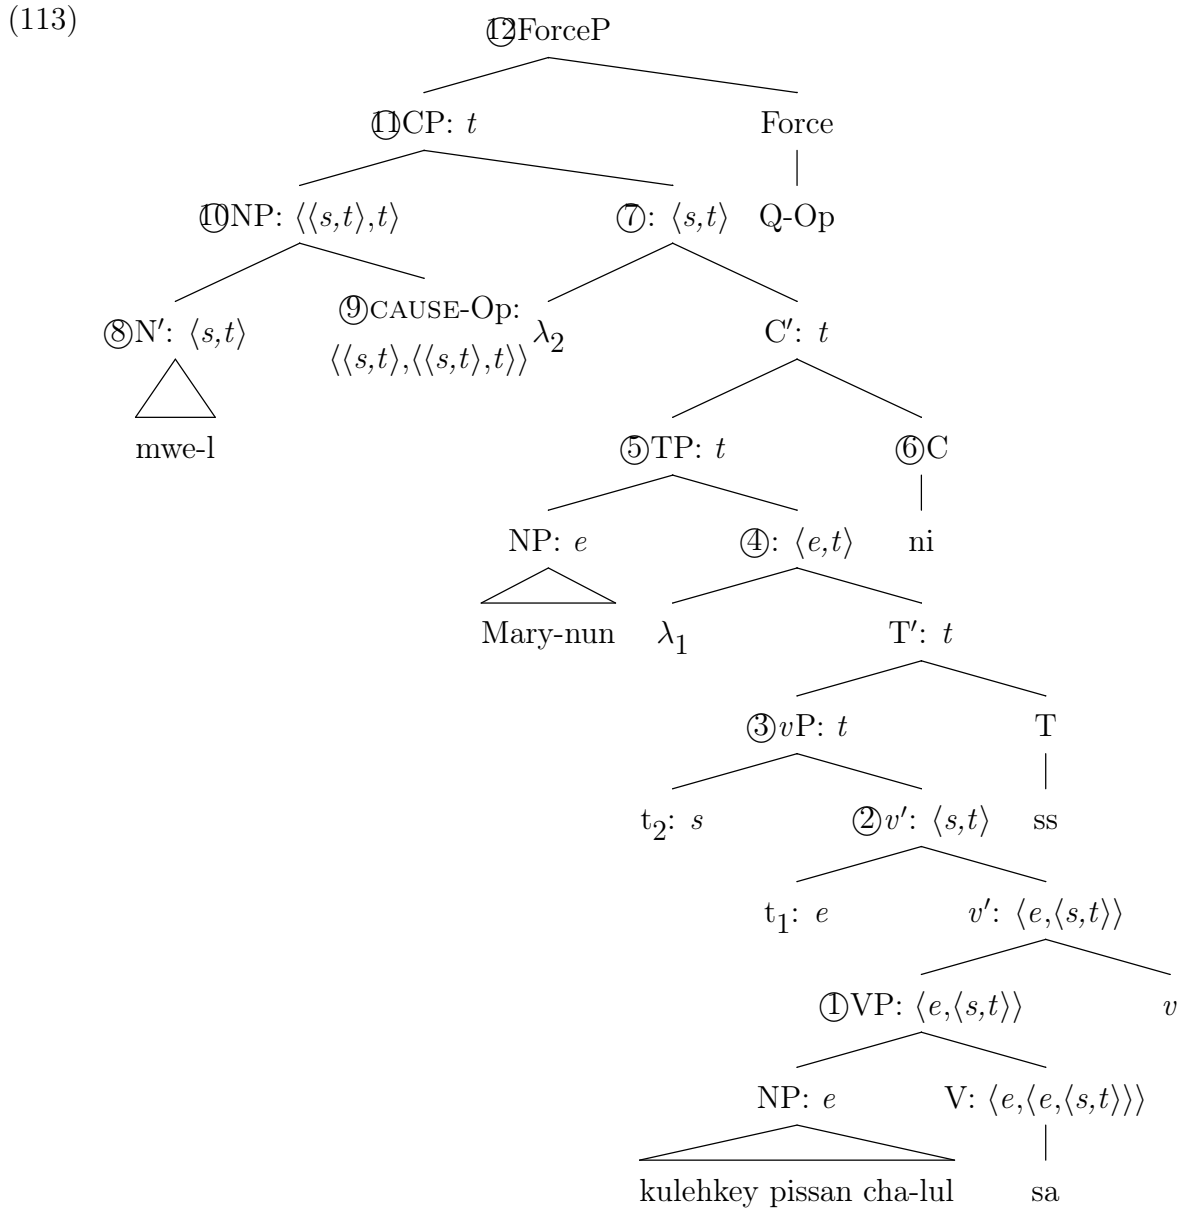 (113)
⑫ForceP
⑪CP: t Force
⑩NP: ⟨⟨s,t⟩,t⟩ ⑦: ⟨s,t⟩ Q-Op
⑧N′: ⟨s,t⟩ ⑨CAUSE-Op: ⟨⟨s,t⟩,⟨⟨s,t⟩,t⟩⟩ λ2 C′: t
mwe-l ⑤TP: t ⑥C
NP: e ④: ⟨e,t⟩ ni
Mary-nun λ1 T′: t
③vP: t T
t2: s ②v′: ⟨s,t⟩ ss
t1: e v′: ⟨e,⟨s,t⟩⟩
①VP: ⟨e,⟨s,t⟩⟩ v
NP: e V: ⟨e,⟨e,⟨s,t⟩⟩⟩
kulehkey pissan cha-lul sa